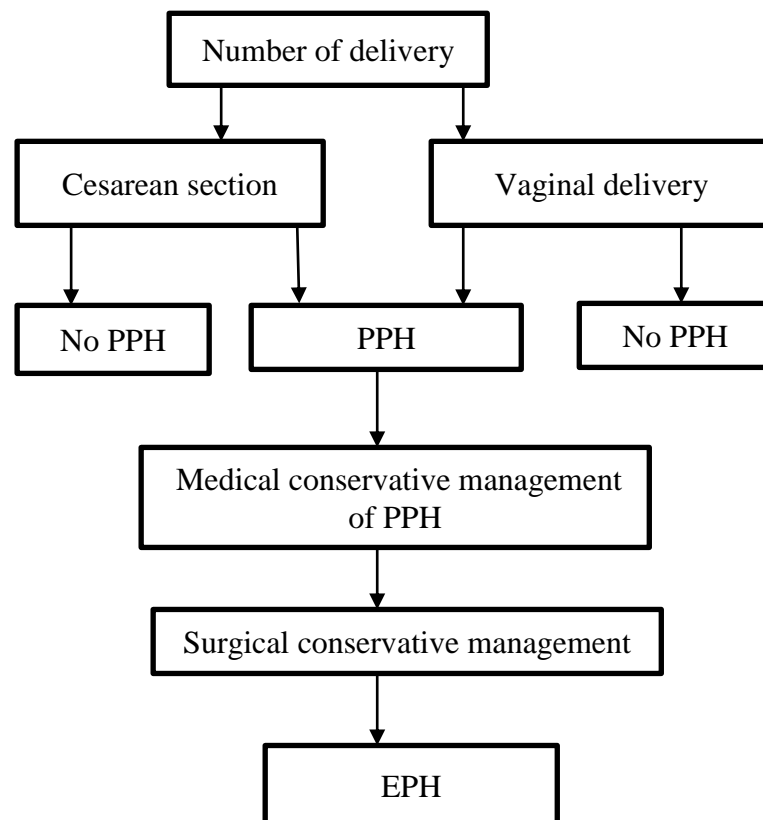 Number of delivery
Cesarean section
Vaginal delivery
No PPH
PPH
No PPH
Medical conservative management
of PPH
Surgical conservative management
EPH